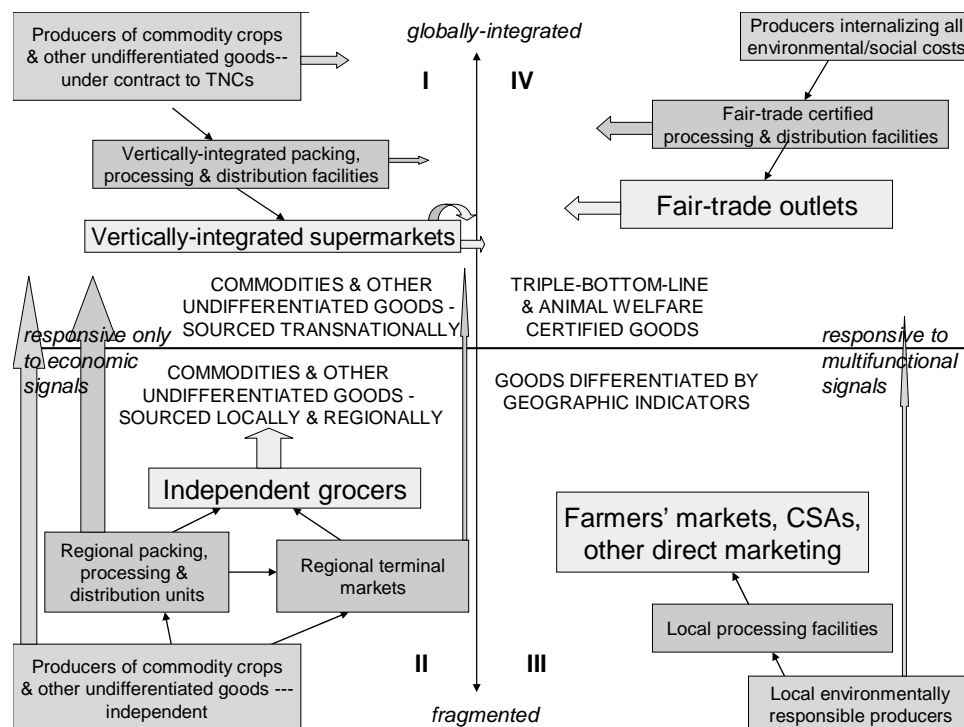 Producers of commodity crops
& other undifferentiated goods--
under contract to TNCs
globally-integrated
Producers internalizing all
environmental/social costs
I
IV
Vertically-integrated packing,
processing & distribution facilities
Fair-trade certified
processing & distribution facilities
Vertically-integrated supermarkets
Fair-trade outlets
COMMODITIES & OTHER
UNDIFFERENTIATED GOODS -
SOURCED TRANSNATIONALLY
TRIPLE-BOTTOM-LINE
& ANIMAL WELFARE
CERTIFIED GOODS
responsive only
to economic
signals
responsive to
multifunctional
signals
COMMODITIES & OTHER
UNDIFFERENTIATED GOODS -
SOURCED LOCALLY & REGIONALLY
GOODS DIFFERENTIATED BY
GEOGRAPHIC INDICATORS
Independent grocers
Farmers' markets, CSAs,
other direct marketing
Regional packing,
processing &
distribution units
Regional terminal
markets
Local processing facilities
Producers of commodity crops
& other undifferentiated goods ---
independent
II
III
Local environmentally
responsible producers
fragmented